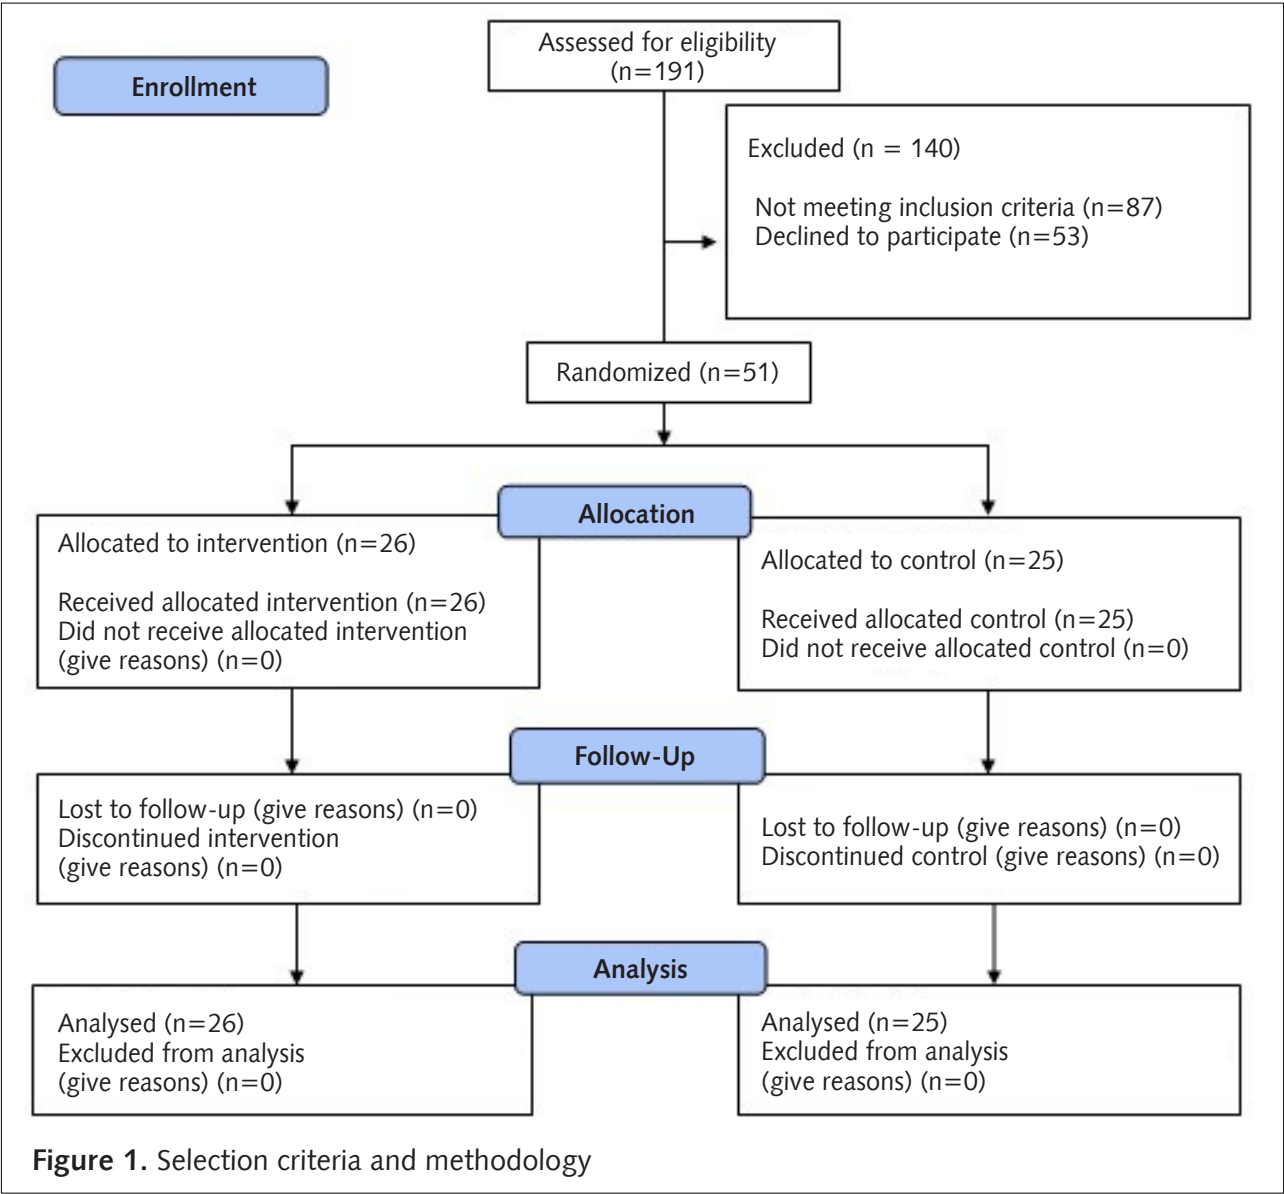 Assessed for eligibility
(n=191)
Enrollment
Excluded (n = 140)
Not meeting inclusion criteria (n=87)
Declined to participate (n=53)
Randomized (n=51)
Allocation
Allocated to intervention (n=26)
Received allocated intervention (n=26)
Did not receive allocated intervention
(give reasons) (n=0)
Allocated to control (n=25)
Received allocated control (n=25)
Did not receive allocated control (n=0)
Follow-Up
Lost to follow-up (give reasons) (n=0)
Discontinued intervention
(give reasons) (n=0)
Lost to follow-up (give reasons) (n=0)
Discontinued control (give reasons) (n=0)
Analysis
Analysed (n=26)
Excluded from analysis
(give reasons) (n=0)
Analysed (n=25)
Excluded from analysis
(give reasons) (n=0)
Figure 1. Selection criteria and methodology